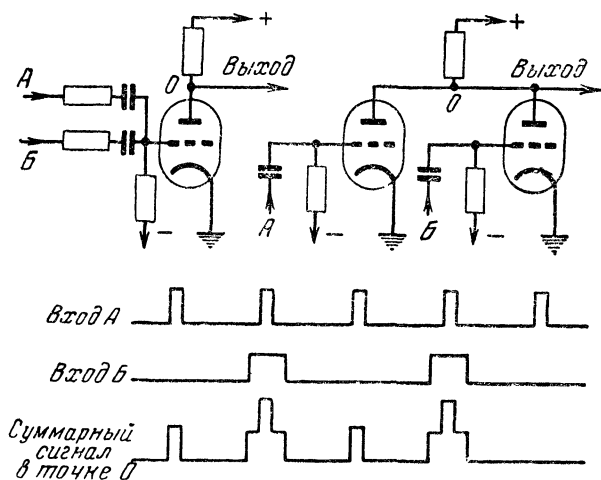 +
+
О
Выход
Выход
А
О
Б
А
Б
-
-
-
Вход А
Вход Б
Суммарный
сигнал
в точке О